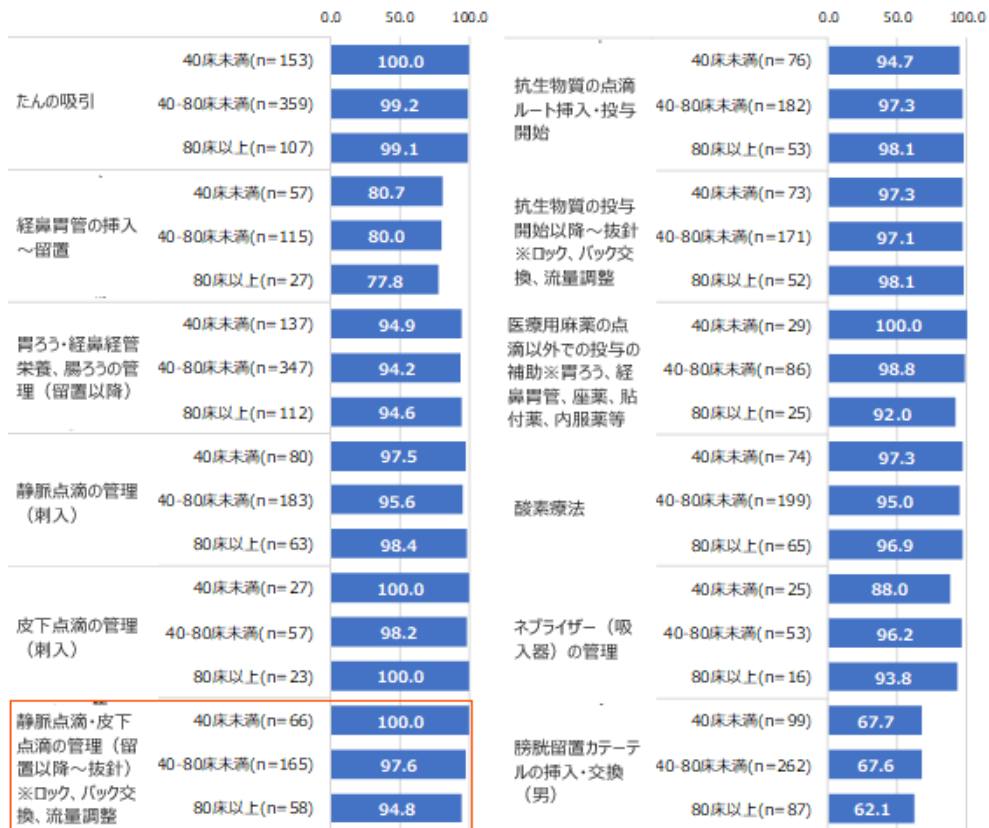 0.0 50.0 100.0
たんの吸引
40床未満(n=153) 100.0
40-80床未満(n=359) 99.2
80床以上(n=107) 99.1
経鼻胃管の挿入
～留置
40床未満(n=57) 80.7
40-80床未満(n=115) 80.0
80床以上(n=27) 77.8
胃ろう・経鼻経管
栄養、腸ろうの管
理（留置以降）
40床未満(n=137) 94.9
40-80床未満(n=347) 94.2
80床以上(n=112) 94.6
静脈点滴の管理
（刺入）
40床未満(n=80) 97.5
40-80床未満(n=183) 95.6
80床以上(n=63) 98.4
皮下点滴の管理
（刺入）
40床未満(n=27) 100.0
40-80床未満(n=57) 98.2
80床以上(n=23) 100.0
静脈点滴・皮下
点滴の管理（留
置以降～抜針）
※ロック、バック交
換、流量調整
40床未満(n=66) 100.0
40-80床未満(n=165) 97.6
80床以上(n=58) 94.8
0.0 50.0 100.0
抗生物質の点滴
ルート挿入・投与
開始
40床未満(n=76) 94.7
40-80床未満(n=182) 97.3
80床以上(n=53) 98.1
抗生物質の投与
開始以降～抜針
※ロック、バック交
換、流量調整
40床未満(n=73) 97.3
40-80床未満(n=171) 97.1
80床以上(n=52) 98.1
医療用麻薬の点
滴以外での投与の
補助※胃ろう、経
鼻胃管、座薬、貼
付薬、内服薬等
40床未満(n=29) 100.0
40-80床未満(n=86) 98.8
80床以上(n=25) 92.0
酸素療法
40床未満(n=74) 97.3
40-80床未満(n=199) 95.0
80床以上(n=65) 96.9
ネブライザー（吸
入器）の管理
40床未満(n=25) 88.0
40-80床未満(n=53) 96.2
80床以上(n=16) 93.8
膀胱留置カテーテ
ルの挿入・交換
（男）
40床未満(n=99) 67.7
40-80床未満(n=262) 67.6
80床以上(n=87) 62.1